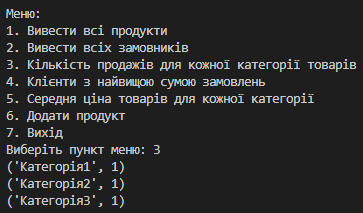 Меню:
1. Вивести всі продукти
2. Вивести всіх замовників
3. Кількість продажів для кожної категорії товарів
4. Клієнти з найвищою сумою замовлень
5. Середня ціна товарів для кожної категорії
6. Додати продукт
7. Вихід
Виберіть пункт меню: 3
('Категорія1', 1)
('Категорія2', 1)
('Категорія3', 1)